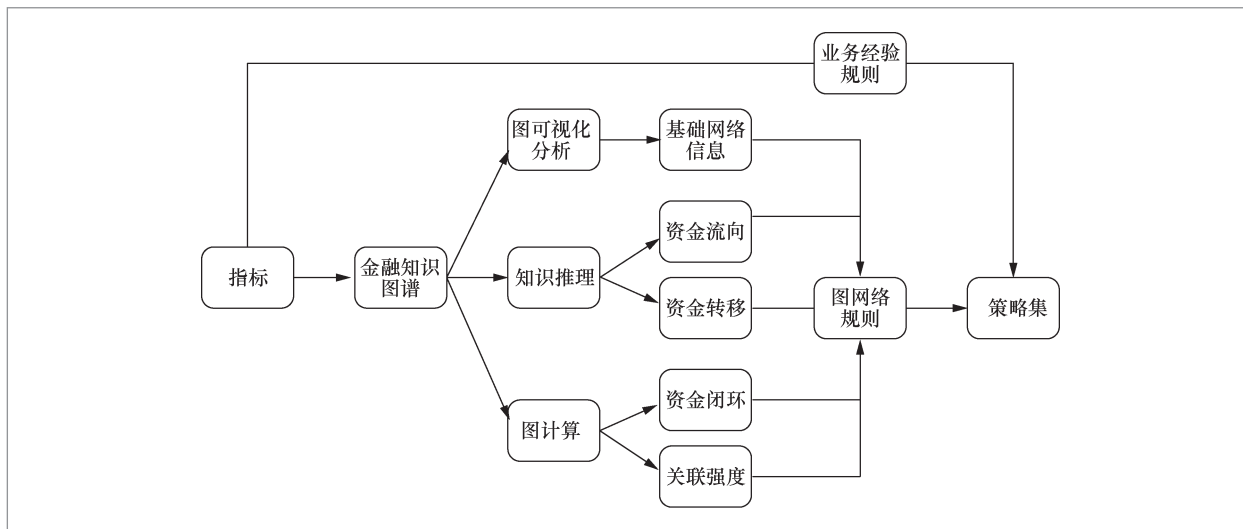 业务经验
规则
图可视化
分析
基础网络
信息
资金流向
指标
金融知识
图谱
知识推理
资金转移
图网络
规则
策略集
资金闭环
图计算
关联强度